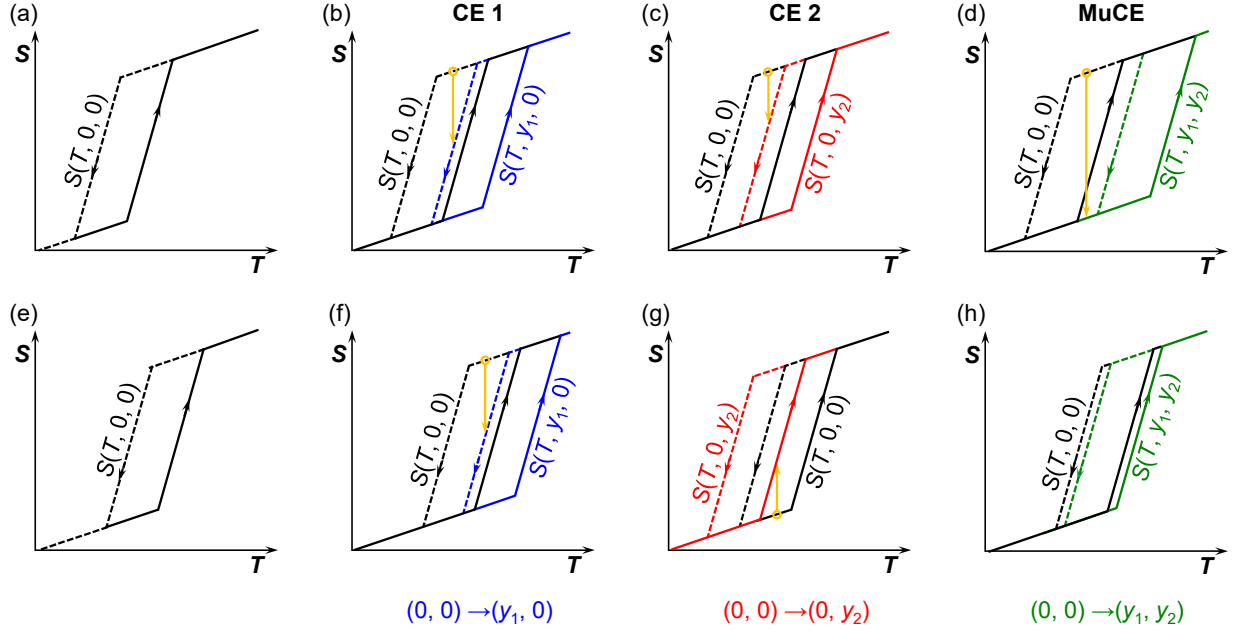 (a)
S
S(T, 0, 0)
T
(b)
CE 1
S(T, 0, 0)
S(T, y₁, 0)
T
(c)
CE 2
S(T, 0, 0)
S(T, 0, y₂)
T
(d)
MuCE
S(T, 0, 0)
S(T, y₁, y₂)
T
(e)
S
S(T, 0, 0)
T
(f)
S
S(T, 0, 0)
S(T, y₁, 0)
T
(g)
S
S(T, 0, y₂)
S(T, 0, 0)
T
(h)
S
S(T, 0, 0)
S(T, y₁, y₂)
T
(0, 0) →(y₁, 0)
(0, 0) →(0, y₂)
(0, 0) →(y₁, y₂)